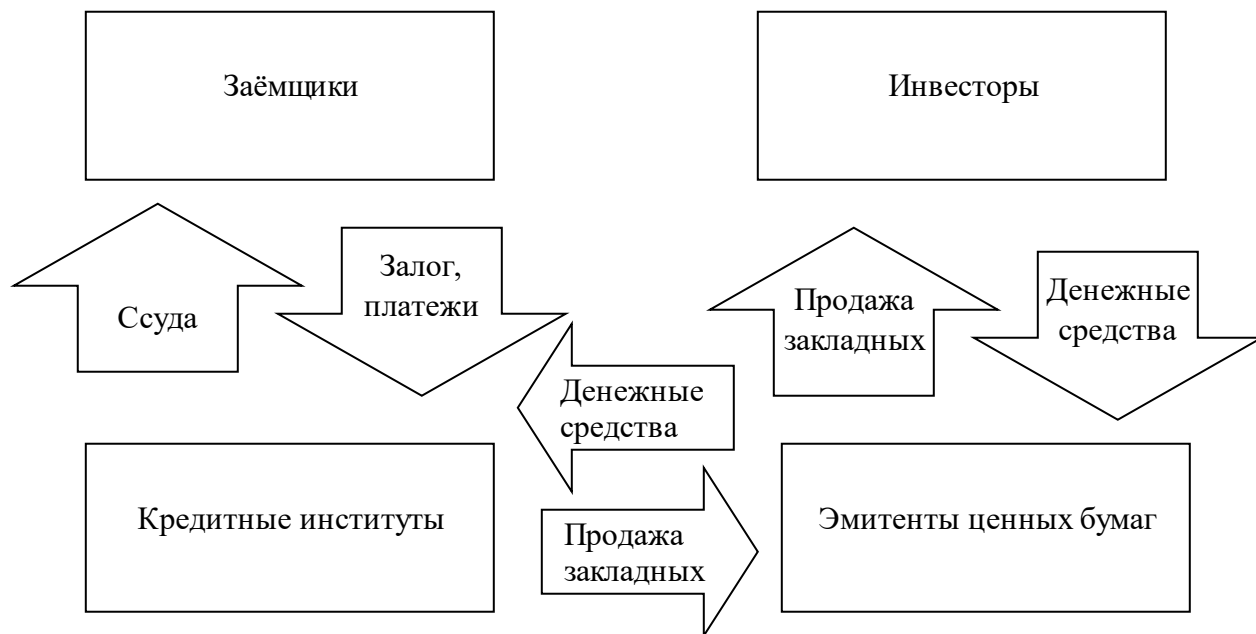 Заёмщики
Инвесторы
Ссуда
Залог,
платежи
Продажа
закладных
Денежные
средства
Денежные
средства
Кредитные институты
Продажа
закладных
Эмитенты ценных бумаг